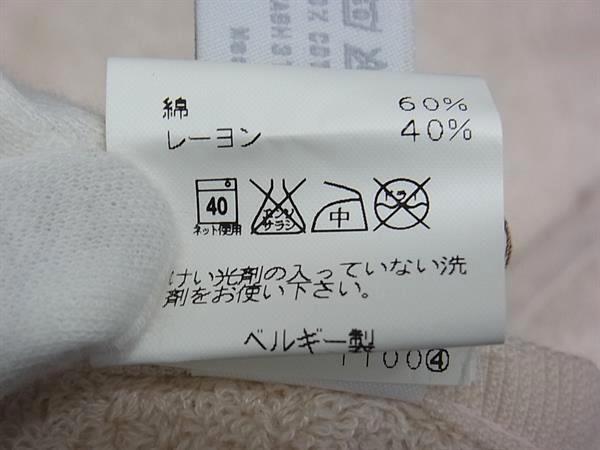 綿 60%
レーヨン 40%
40
ネット使用
エンソ
サラシ
中
ドライ
けい光剤の入っていない洗
剤をお使い下さい。
ベルギー製
1100④